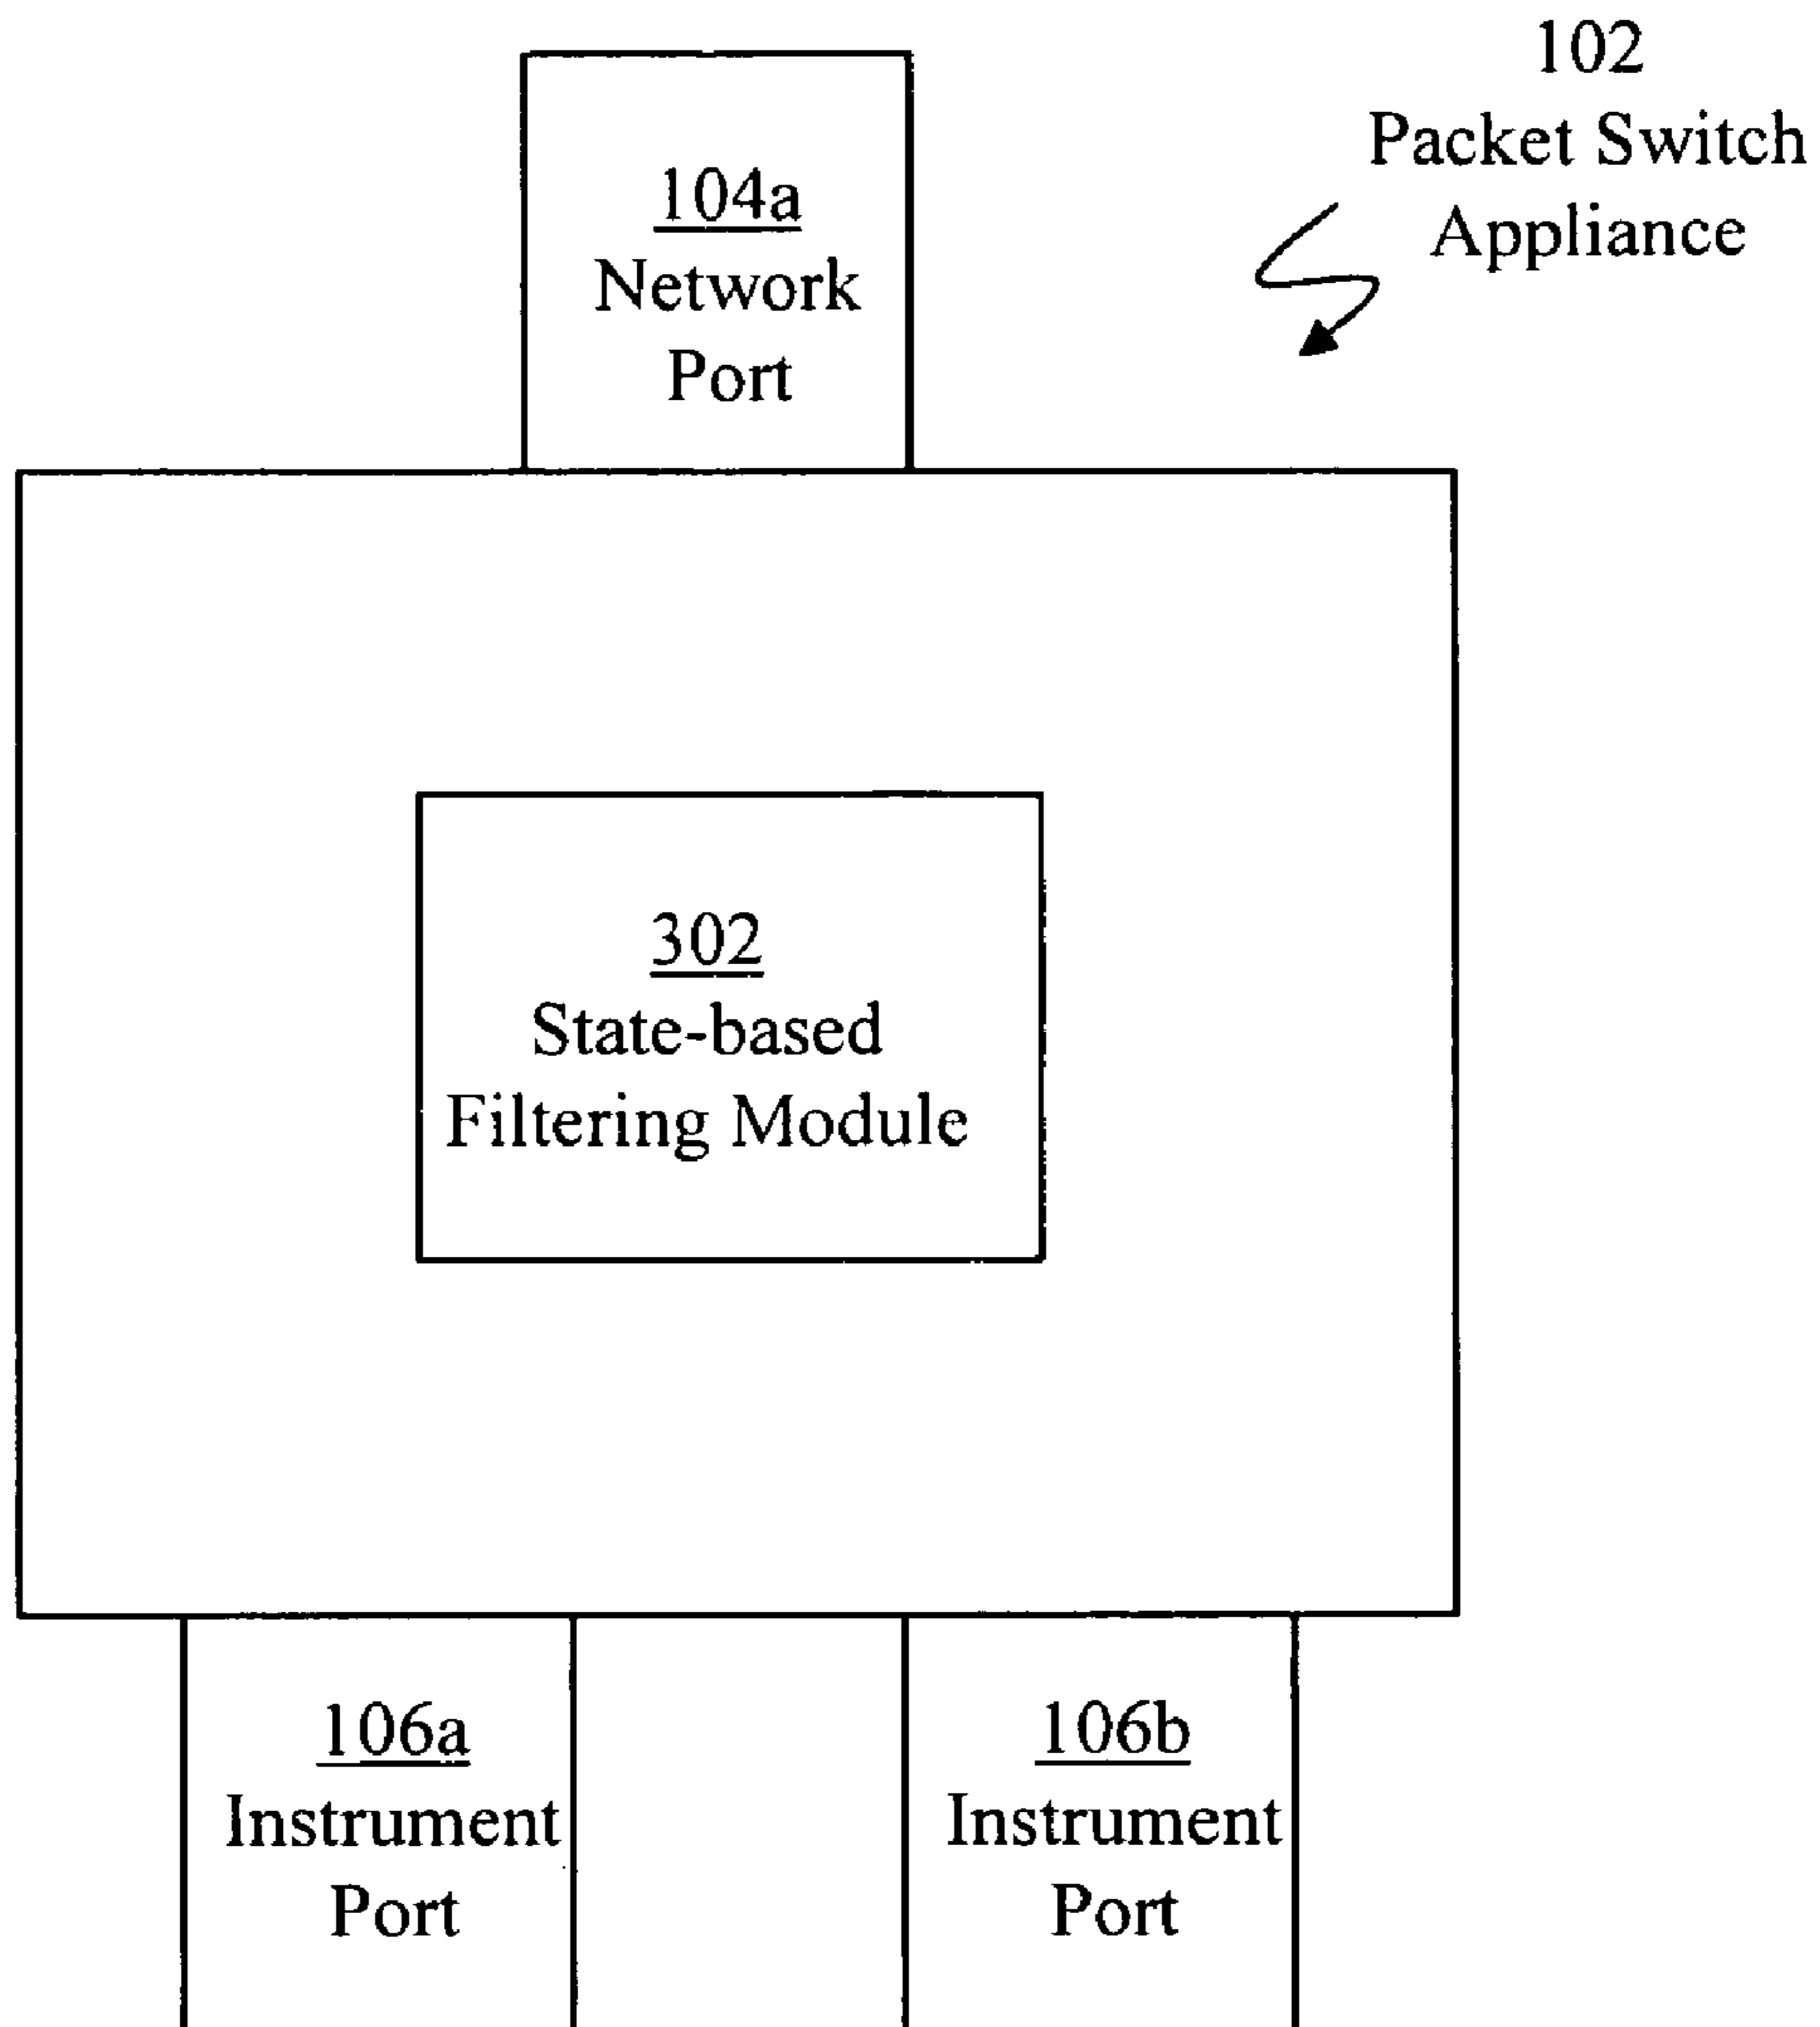 102
Packet Switch
Appliance
104a
Network
Port
302
State-based
Filtering Module
106a
Instrument
Port
106b
Instrument
Port